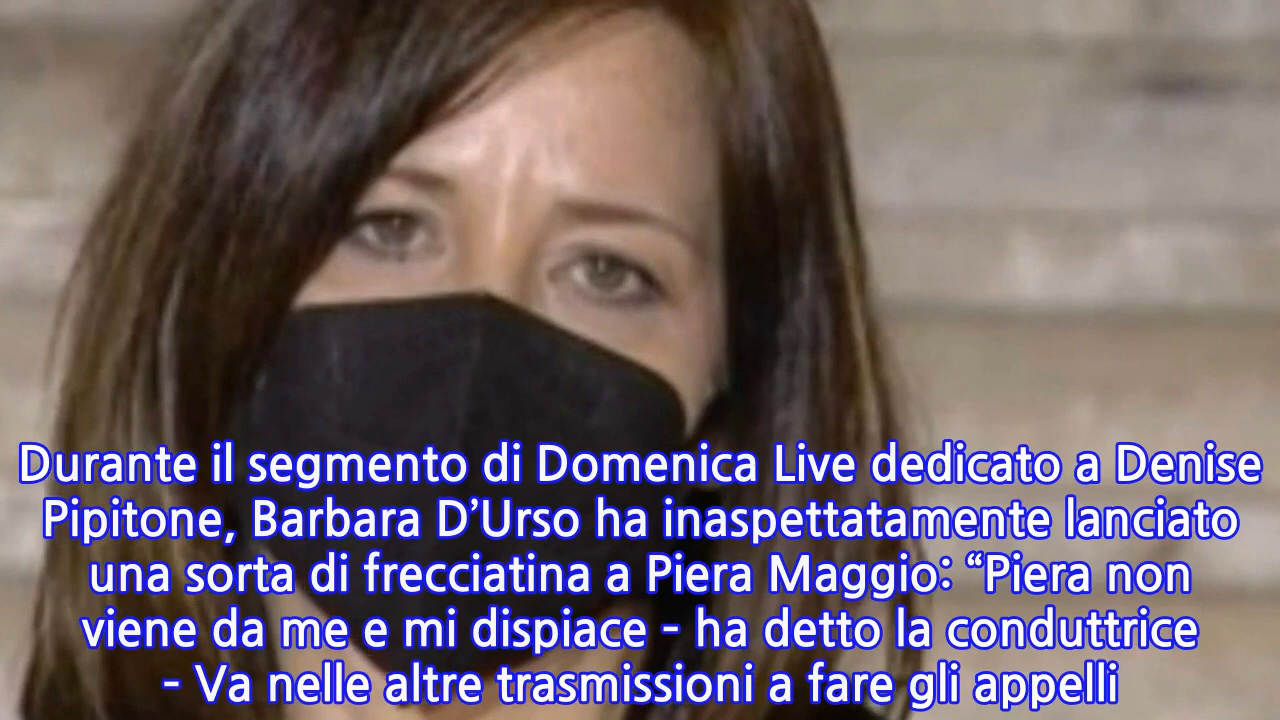 Durante il segmento di Domenica Live dedicato a Denise
Pipitone, Barbara D’Urso ha inaspettatamente lanciato
una sorta di frecciatina a Piera Maggio: “Piera non
viene da me e mi dispiace - ha detto la conduttrice
- Va nelle altre trasmissioni a fare gli appelli